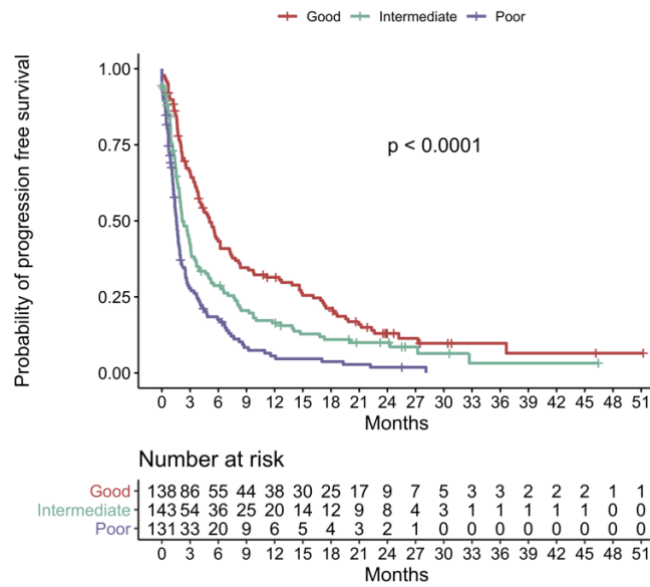 Good Intermediate Poor
Probability of progression free survival
1.00
0.75
0.50
0.25
0.00
p < 0.0001
0 3 6 9 12 15 18 21 24 27 30 33 36 39 42 45 48 51
Months
Number at risk
Good 138 86 55 44 38 30 25 17 9 7 5 3 3 2 2 2 1 1
Intermediate 143 54 36 25 20 14 12 9 8 4 3 1 1 1 1 1 0 0
Poor 131 33 20 9 6 5 4 3 2 1 0 0 0 0 0 0 0 0
0 3 6 9 12 15 18 21 24 27 30 33 36 39 42 45 48 51
Months